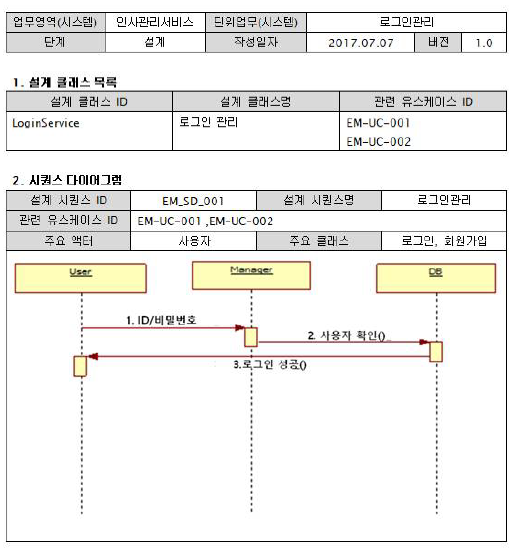 업무영역(시스템) 인사관리서비스 단위업무(시스템) 로그인관리
단계 설계 작성일자 2017.07.07 버전 1.0
1. 설계 클래스 목록
설계 클래스 ID 설계 클래스명 관련 유스케이스 ID
LoginService 로그인 관리 EM-UC-001
EM-UC-002
2. 시퀀스 다이어그램
설계 시퀀스 ID EM_SD_001 설계 시퀀스명 로그인관리
관련 유스케이스 ID EM-UC-001 ,EM-UC-002
주요 액터 사용자 주요 클래스 로그인, 회원가입
User Manager DB
1. ID/비밀번호
2. 사용자 확인()
3.로그인 성공()